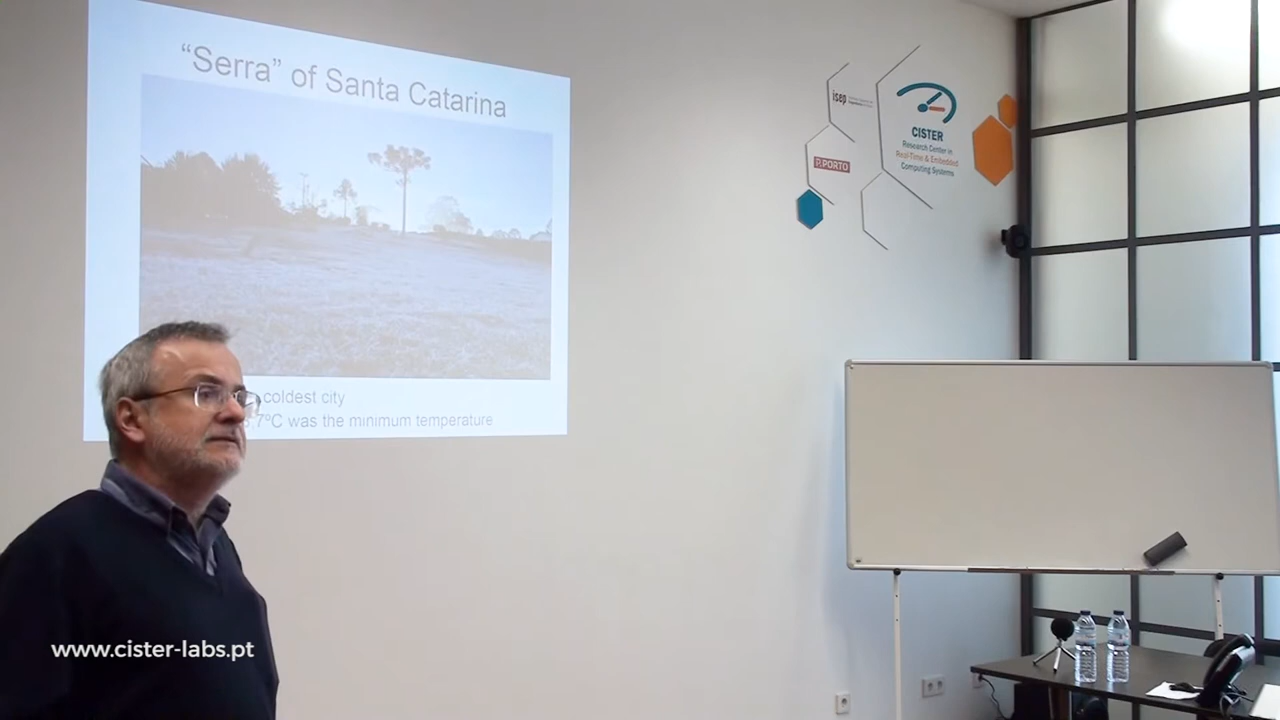 “Serra” of Santa Catarina
coldest city
7ºC was the minimum temperature
isep
P.PORTO
CISTER
Research Center in
Real-Time & Embedded
Computing Systems
www.cister-labs.pt